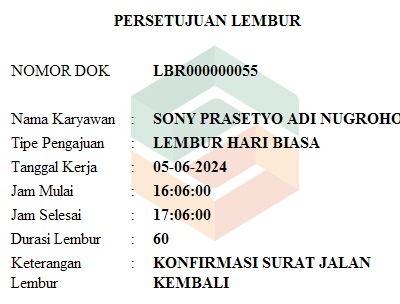 PERSETUJUAN LEMBUR
NOMOR DOK LBR000000055
Nama Karyawan : SONY PRASETYO ADI NUGROHO
Tipe Pengajuan : LEMBUR HARI BIASA
Tanggal Kerja : 05-06-2024
Jam Mulai : 16:06:00
Jam Selesai : 17:06:00
Durasi Lembur : 60
Keterangan : KONFIRMASI SURAT JALAN
Lembur KEMBALI